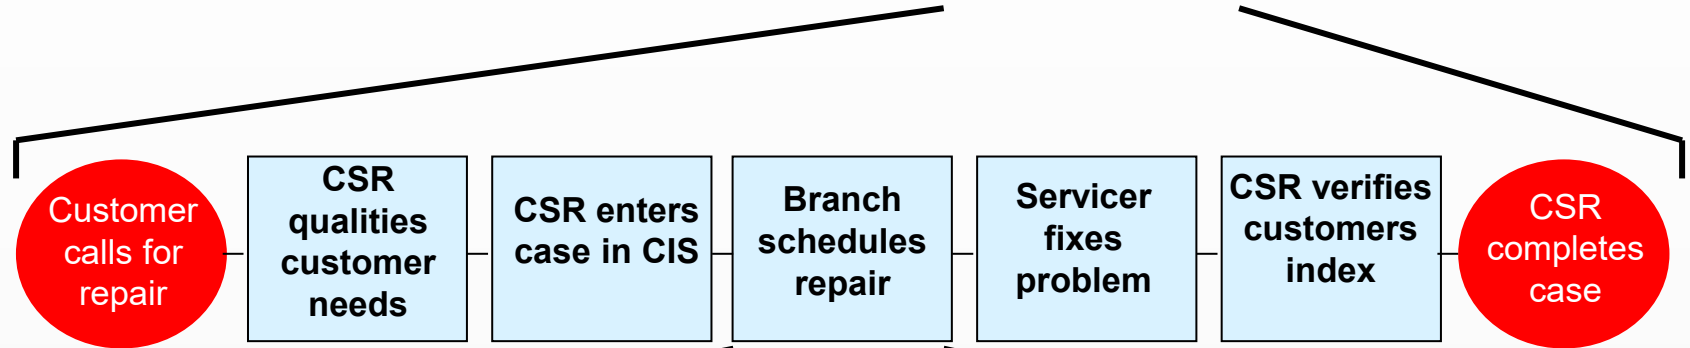 Customer
calls for
repair
CSR
qualities
customer
needs
CSR enters
case in CIS
Branch
schedules
repair
Servicer
fixes
problem
CSR verifies
customers
index
CSR
completes
case